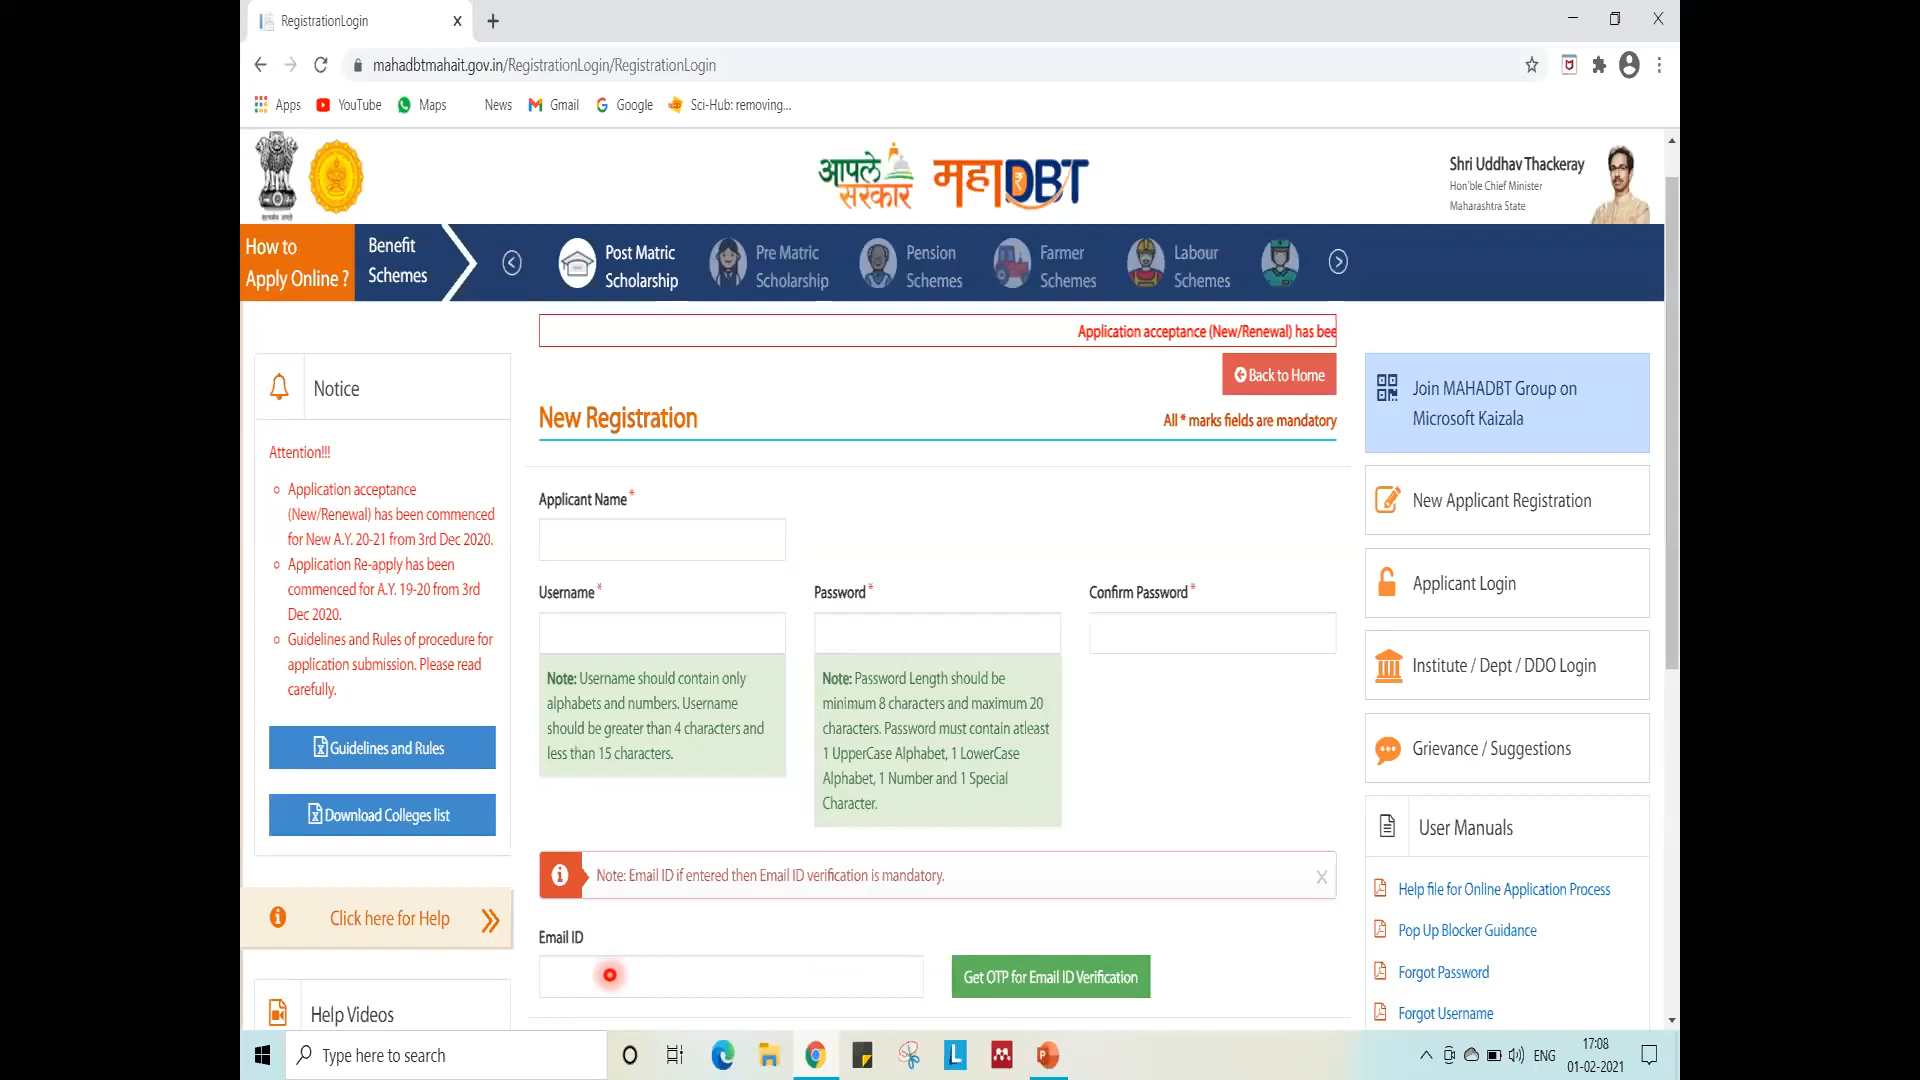 RegistrationLogin
mahadbtmahait.gov.in/RegistrationLogin/RegistrationLogin
Apps YouTube Maps News Gmail Google Sci-Hub: removing...
आपले सरकार महाDBT
Shri Uddhav Thackeray
Hon'ble Chief Minister
Maharashtra State
How to
Apply Online ?
Benefit
Schemes
Post Matric
Scholarship
Pre Matric
Scholarship
Pension
Schemes
Farmer
Schemes
Labour
Schemes
Application acceptance (New/Renewal) has bee
Back to Home
New Registration
All * marks fields are mandatory
Notice
Attention!!!
Application acceptance
(New/Renewal) has been commenced
for New A.Y. 20-21 from 3rd Dec 2020.
Application Re-apply has been
commenced for A.Y. 19-20 from 3rd
Dec 2020.
Guidelines and Rules of procedure for
application submission. Please read
carefully.
Guidelines and Rules
Download Colleges list
Click here for Help
Help Videos
Applicant Name *
Username *
Note: Username should contain only
alphabets and numbers. Username
should be greater than 4 characters and
less than 15 characters.
Password *
Note: Password Length should be
minimum 8 characters and maximum 20
characters. Password must contain atleast
1 UpperCase Alphabet, 1 LowerCase
Alphabet, 1 Number and 1 Special
Character.
Confirm Password *
Note: Email ID if entered then Email ID verification is mandatory.
X
Email ID
Get OTP for Email ID Verification
Join MAHADBT Group on
Microsoft Kaizala
New Applicant Registration
Applicant Login
Institute / Dept / DDO Login
Grievance / Suggestions
User Manuals
Help file for Online Application Process
Pop Up Blocker Guidance
Forgot Password
Forgot Username
Type here to search
ENG
17:08
01-02-2021